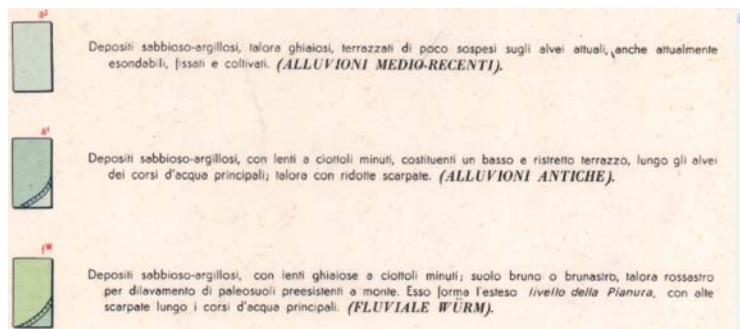 a²
Depositi sabbioso-argillosi, talora ghiaiosi, terrazzati di poco sospesi sugli alvei attuali, anche attualmente
esondabili, fissati e coltivati. (ALLUVIONI MEDIO-RECENTI).
a¹
Depositi sabbioso-argillosi, con lenti a ciottoli minuti, costituenti un basso e ristretto terrazzo, lungo gli alvei
dei corsi d'acqua principali; talora con ridotte scarpate. (ALLUVIONI ANTICHE).
fᵂ
Depositi sabbioso-argillosi, con lenti ghiaiose a ciottoli minuti; suolo bruno o brunastro, talora rossastro
per dilavamento di paleosuoli preesistenti a monte. Esso forma l'esteso livello della Pianura, con alte
scarpate lungo i corsi d'acqua principali. (FLUVIALE WÜRM).